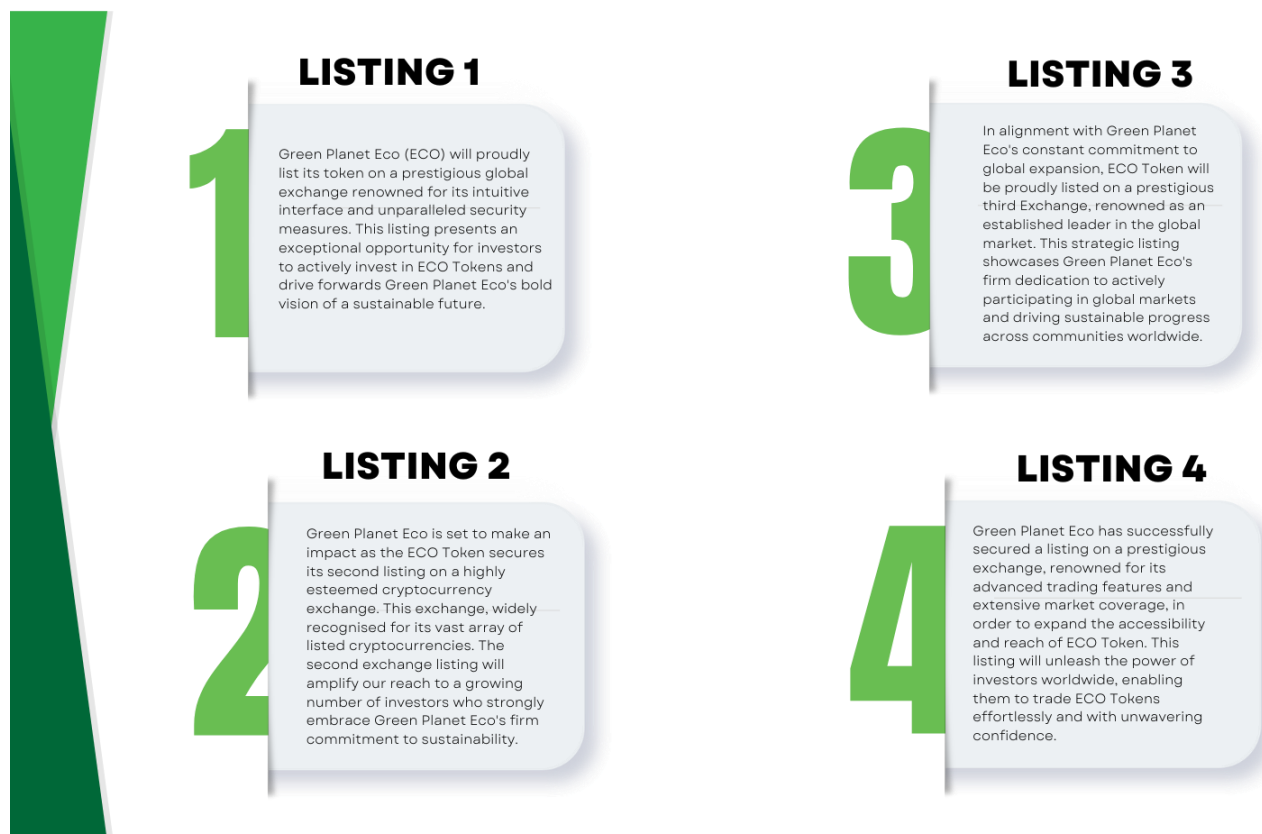 LISTING 1
1
Green Planet Eco (ECO) will proudly
list its token on a prestigious global
exchange renowned for its intuitive
interface and unparalleled security
measures. This listing presents an
exceptional opportunity for investors
to actively invest in ECO Tokens and
drive forwards Green Planet Eco's bold
vision of a sustainable future.
LISTING 2
2
Green Planet Eco is set to make an
impact as the ECO Token secures
its second listing on a highly
esteemed cryptocurrency
exchange. This exchange, widely
recognised for its vast array of
listed cryptocurrencies. The
second exchange listing will
amplify our reach to a growing
number of investors who strongly
embrace Green Planet Eco's firm
commitment to sustainability.
LISTING 3
3
In alignment with Green Planet
Eco's constant commitment to
global expansion, ECO Token will
be proudly listed on a prestigious
third Exchange, renowned as an
established leader in the global
market. This strategic listing
showcases Green Planet Eco's
firm dedication to actively
participating in global markets
and driving sustainable progress
across communities worldwide.
LISTING 4
4
Green Planet Eco has successfully
secured a listing on a prestigious
exchange, renowned for its
advanced trading features and
extensive market coverage, in
order to expand the accessibility
and reach of ECO Token. This
listing will unleash the power of
investors worldwide, enabling
them to trade ECO Tokens
effortlessly and with unwavering
confidence.